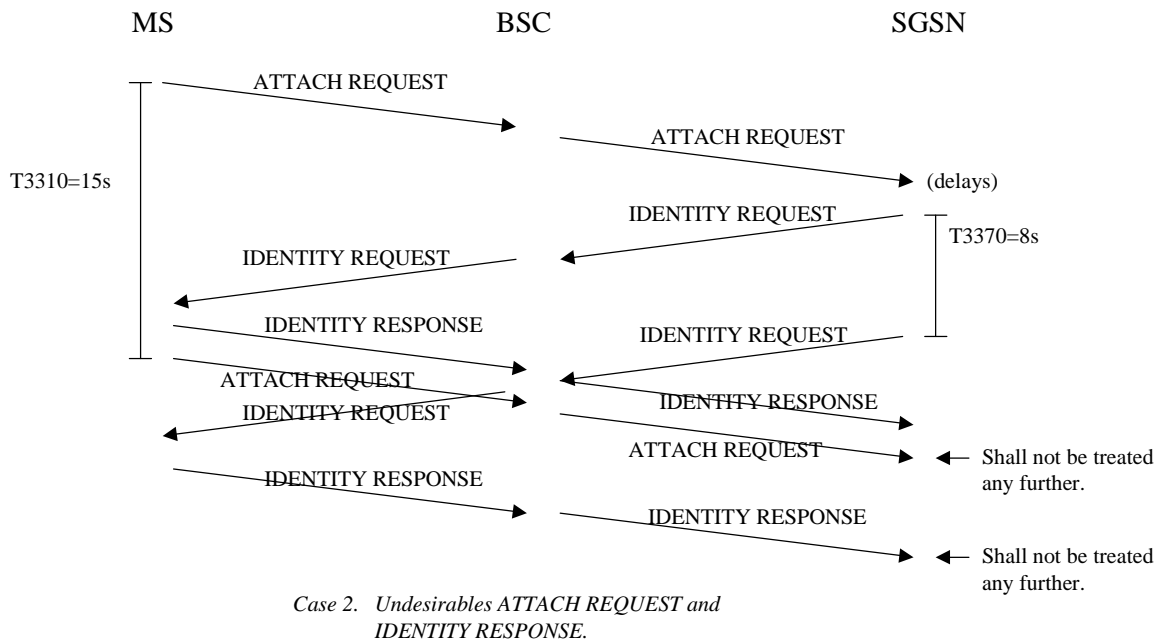 MS BSC SGSN
ATTACH REQUEST
ATTACH REQUEST
T3310=15s
(delays)
IDENTITY REQUEST
T3370=8s
IDENTITY REQUEST
IDENTITY RESPONSE
IDENTITY REQUEST
ATTACH REQUEST
IDENTITY RESPONSE
IDENTITY REQUEST
ATTACH REQUEST
Shall not be treated
any further.
IDENTITY RESPONSE
IDENTITY RESPONSE
Shall not be treated
any further.
Case 2. Undesirables ATTACH REQUEST and
IDENTITY RESPONSE.